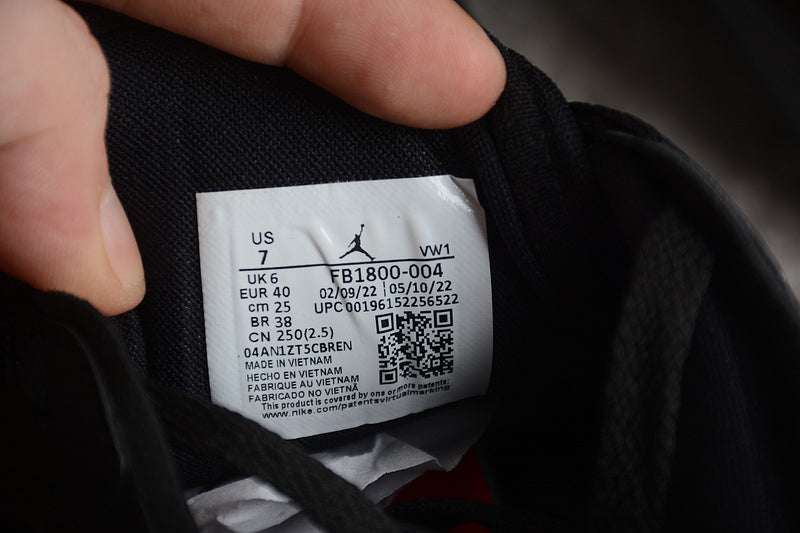 US
7
VW1
UK 6
FB1800-004
EUR 40
02/09/22 | 05/10/22
cm 25
UPC 00196152256522
BR 38
CN 250(2.5)
04AN1ZT5CBREN
MADE IN VIETNAM
HECHO EN VIETNAM
FABRIQUE AU VIETNAM
FABRICADO NO VIETNÃ
This product is covered by one or more patents:
www.nike.com/patentsvirtualmarking